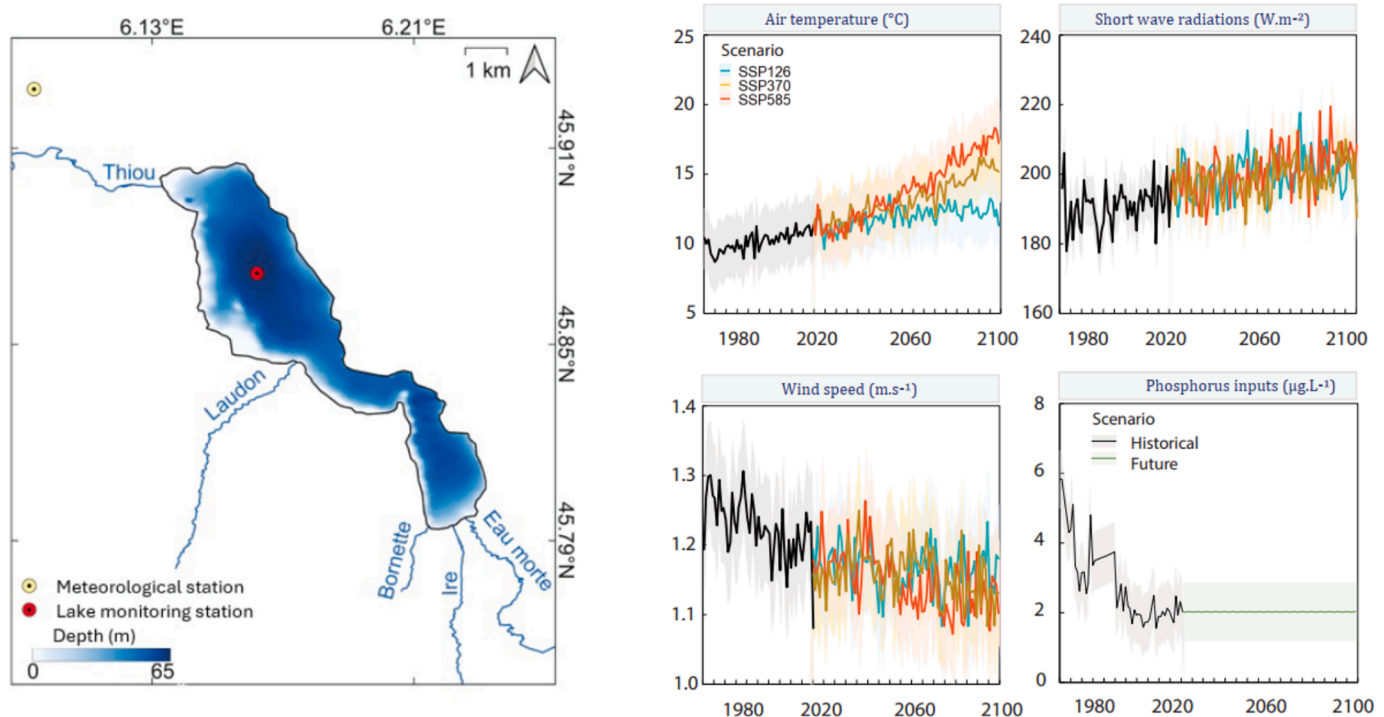 6.13°E 6.21°E
1 km
45.91°N
45.85°N
45.79°N
Thiou
Laudon
Bornette
Ire
Eau morte
Meteorological station
Lake monitoring station
Depth (m)
0 65
Air temperature (°C)
25
20
15
10
5
Scenario
SSP126
SSP370
SSP585
1980 2020 2060 2100
Short wave radiations (W.m-²)
240
220
200
180
160
1980 2020 2060 2100
Wind speed (m.s-¹)
1.4
1.3
1.2
1.1
1.0
1980 2020 2060 2100
Phosphorus inputs (µg.L-¹)
8
6
4
2
0
Scenario
Historical
Future
1980 2020 2060 2100